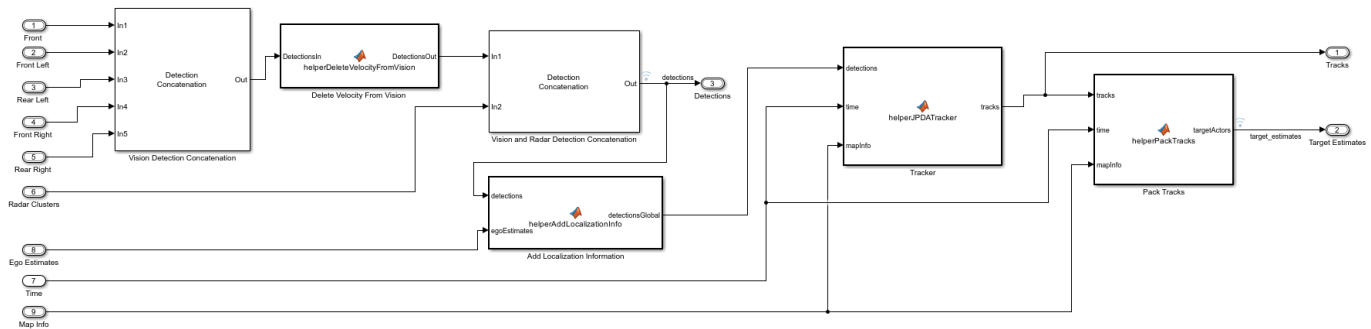 1
Front
2
Front Left
3
Rear Left
4
Front Right
5
Rear Right
6
Radar Clusters
8
Ego Estimates
7
Time
9
Map Info
In1
In2
In3
In4
In5
Detection
Concatenation
Out
Vision Detection Concatenation
DetectionsIn
DetectionsOut
helperDeleteVelocityFromVision
Delete Velocity From Vision
In1
In2
Detection
Concatenation
Out
Vision and Radar Detection Concatenation
detections
3
Detections
detections
detectionsGlobal
helperAddLocalizationInfo
egoEstimates
Add Localization Information
detections
time
helperJPDATracker
tracks
mapInfo
Tracker
tracks
time
helperPackTracks
targetActors
mapInfo
Pack Tracks
1
Tracks
target_estimates
2
Target Estimates